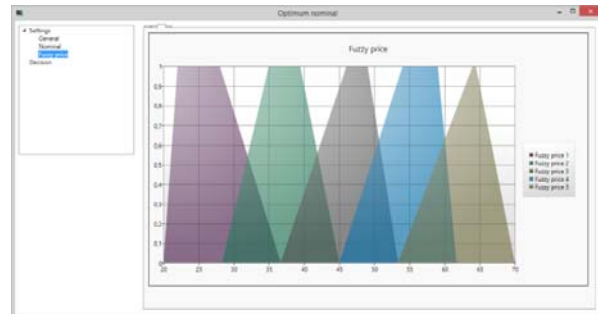 Optimum nominal
Settings
General
Nominal
Fuzzy price
Decision
Fuzzy price
1
0,9
0,8
0,7
0,6
0,5
0,4
0,3
0,2
0,1
0
20 25 30 35 40 45 50 55 60 65 70
Fuzzy price 1
Fuzzy price 2
Fuzzy price 3
Fuzzy price 4
Fuzzy price 5